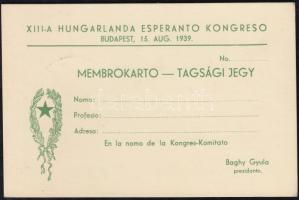 XIII-A HUNGARLANDA ESPERANTO KONGRESO
BUDAPEST, 15. AUG. 1939.
No.
MEMBROKARTO — TAGSÁGI JEGY
Nomo:
Profesio:
Adreso:
En la nomo de la Kongres-Komitato
Baghy Gyula
prezidanto.